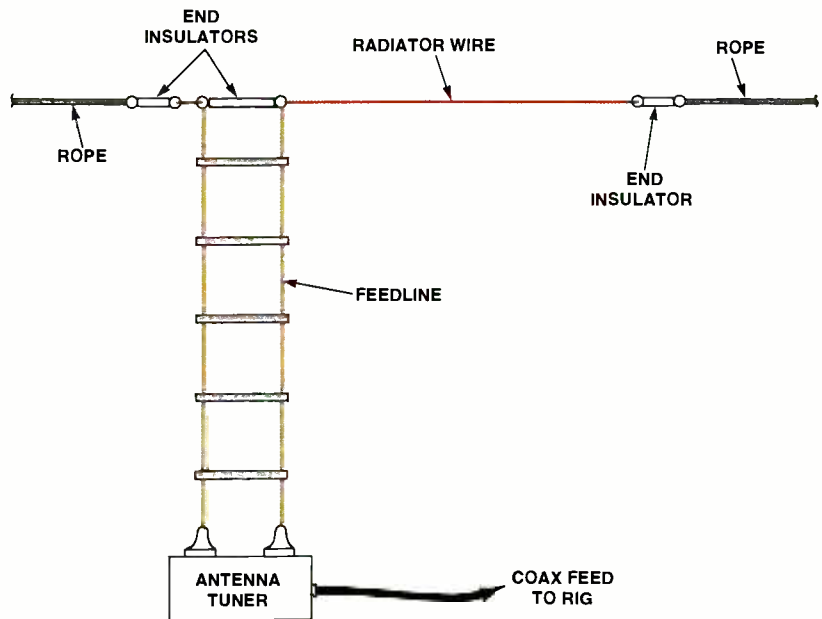 END
INSULATORS
RADIATOR WIRE
ROPE
ROPE
END
INSULATOR
FEEDLINE
ANTENNA
TUNER
COAX FEED
TO RIG